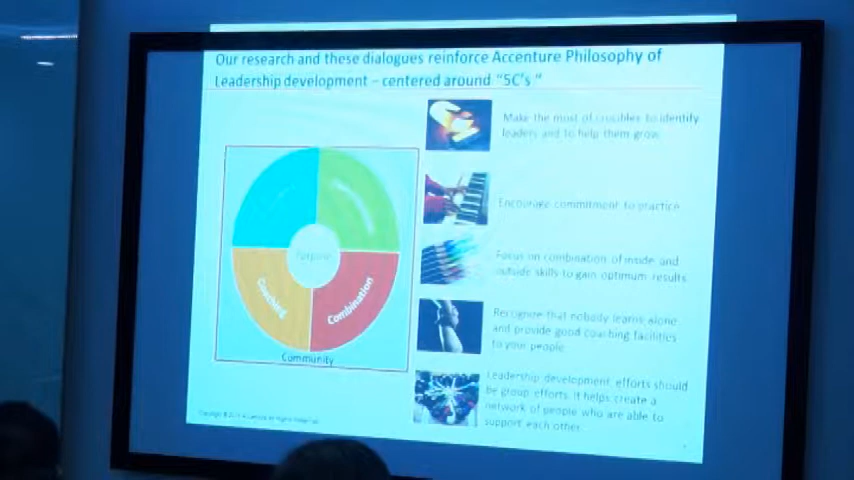 Our research and these dialogues reinforce Accenture Philosophy of
Leadership development – centered around "5C's "
Make the most of crucibles to identify
leaders and to help them grow
Encourage commitment to practice
Focus on combination of inside and
outside skills to gain optimum results
Recognize that nobody learns alone
and provide good coaching facilities
to your people
Leadership development efforts should
be group efforts. It helps create a
network of people who are able to
support each other
Purpose
Coaching
Combination
Community
Copyright ©